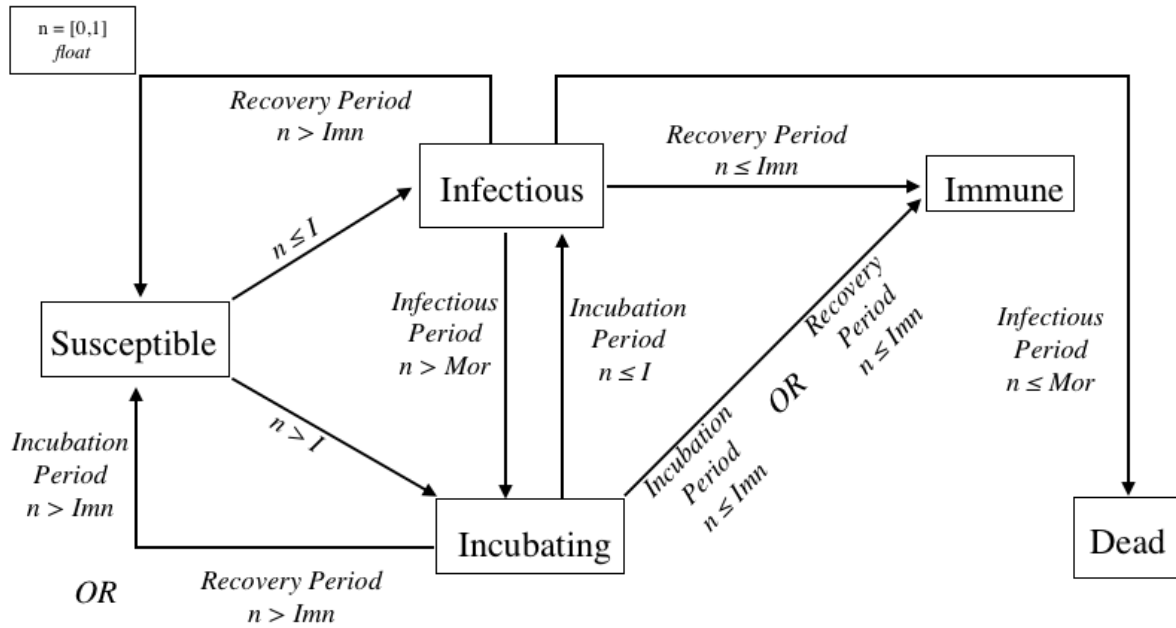 n = [0,1]
float
Recovery Period
n > Imn
Infectious
Recovery Period
n ≤ Imn
Immune
n ≤ I
Susceptible
Infectious
Period
n > Mor
Incubation
Period
n ≤ I
Recovery
Period
n ≤ Imn
OR
Incubation
Period
n ≤ Imn
Infectious
Period
n ≤ Mor
n > I
Incubation
Period
n > Imn
OR
Recovery Period
n > Imn
Incubating
Dead